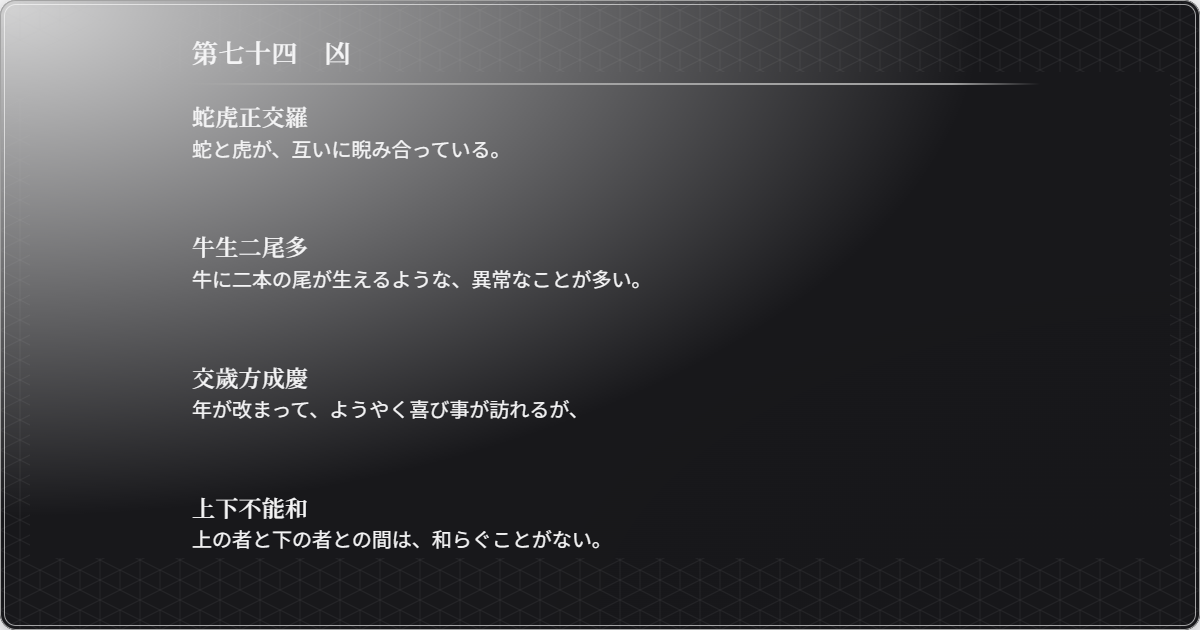 第七十四　凶
蛇虎正交羅
蛇と虎が、互いに睨み合っている。
牛生二尾多
牛に二本の尾が生えるような、異常なことが多い。
交歳方成慶
年が改まって、ようやく喜び事が訪れるが、
上下不能和
上の者と下の者との間は、和らぐことがない。